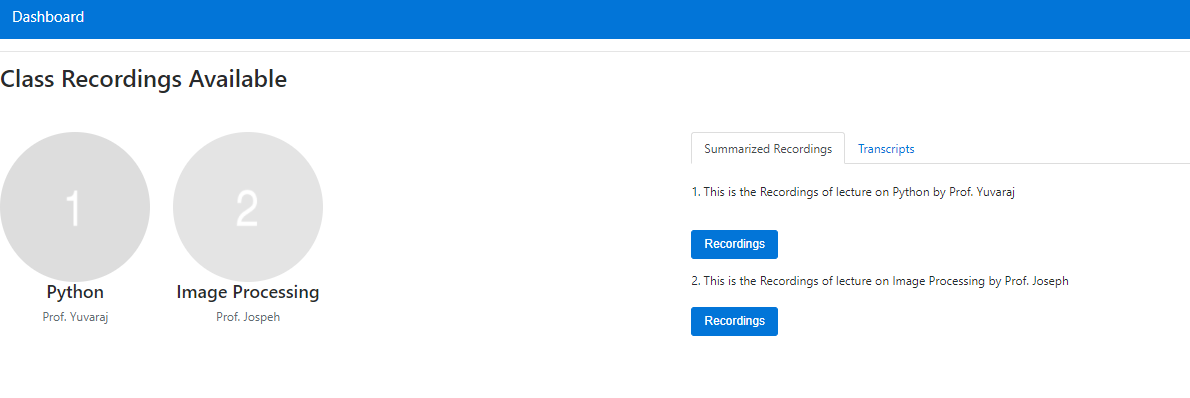 Dashboard
Class Recordings Available
1
2
Python
Prof. Yuvaraj
Image Processing
Prof. Jospeh
Summarized Recordings
Transcripts
1. This is the Recordings of lecture on Python by Prof. Yuvaraj
Recordings
2. This is the Recordings of lecture on Image Processing by Prof. Joseph
Recordings